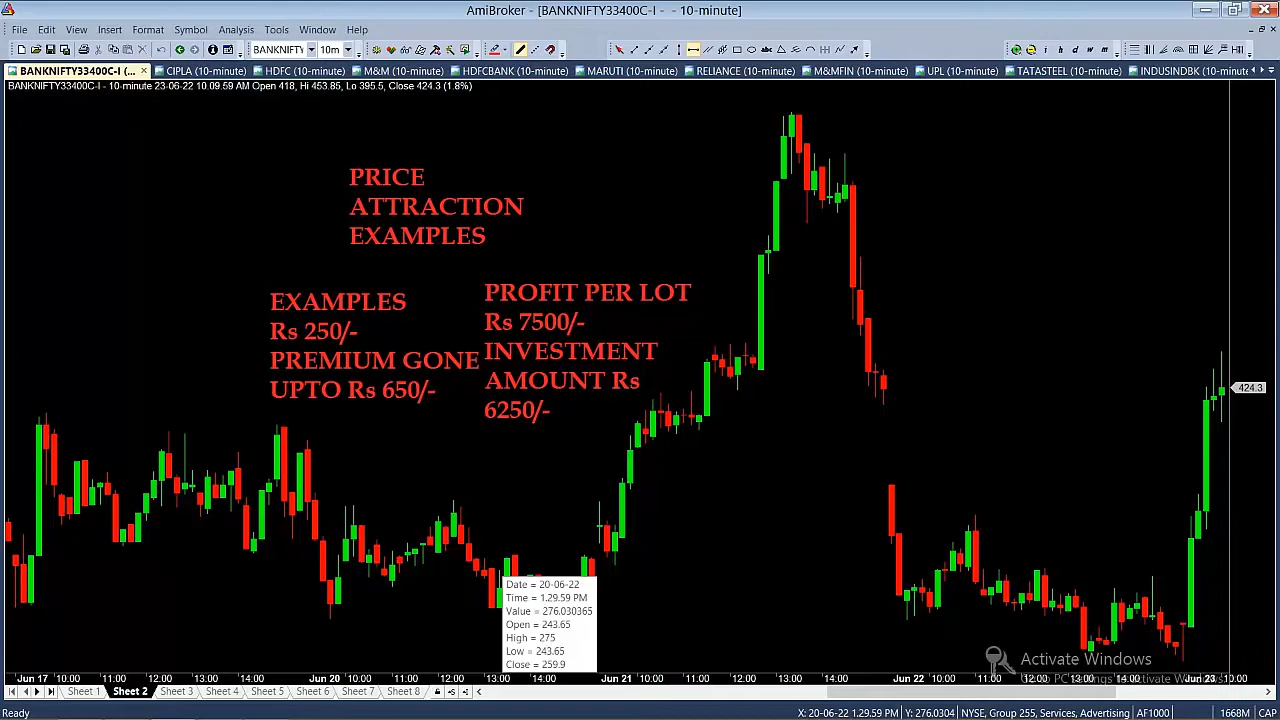 AmiBroker - [BANKNIFTY33400C-I - - 10-minute]
File Edit View Insert Format Symbol Analysis Tools Window Help
BANKNIFTY 10m
BANKNIFTY33400C-I (... CIPLA (10-minute) HDFC (10-minute) M&M (10-minute) HDFCBANK (10-minute) MARUTI (10-minute) RELIANCE (10-minute) M&MFIN (10-minute) UPL (10-minute) TATASTEEL (10-minute) INDUSINDBK (10-minute)
BANKNIFTY33400C-I - 10-minute 23-06-22 10.09.59 AM Open 418, Hi 453.85, Lo 395.5, Close 424.3 (1.8%)
PRICE
ATTRACTION
EXAMPLES
EXAMPLES
Rs 250/-
PREMIUM GONE
UPTO Rs 650/-
PROFIT PER LOT
Rs 7500/-
INVESTMENT
AMOUNT Rs
6250/-
424.3
Date = 20-06-22
Time = 1.29.59 PM
Value = 276.030365
Open = 243.65
High = 275
Low = 243.65
Close = 259.9
Activate Windows
Jun 17 10:00 11:00 12:00 13:00 14:00 Jun 20 10:00 11:00 12:00 13:00 14:00 Jun 21 10:00 11:00 12:00 13:00 14:00 Jun 22 10:00 11:00 12:00 13:00 14:00 Jun 23 10:00
Sheet 1 Sheet 2 Sheet 3 Sheet 4 Sheet 5 Sheet 6 Sheet 7 Sheet 8
Ready
X: 20-06-22 1.29.59 PM Y: 276.0304 NYSE, Group 255, Services, Advertising AF1000 1668M CAP